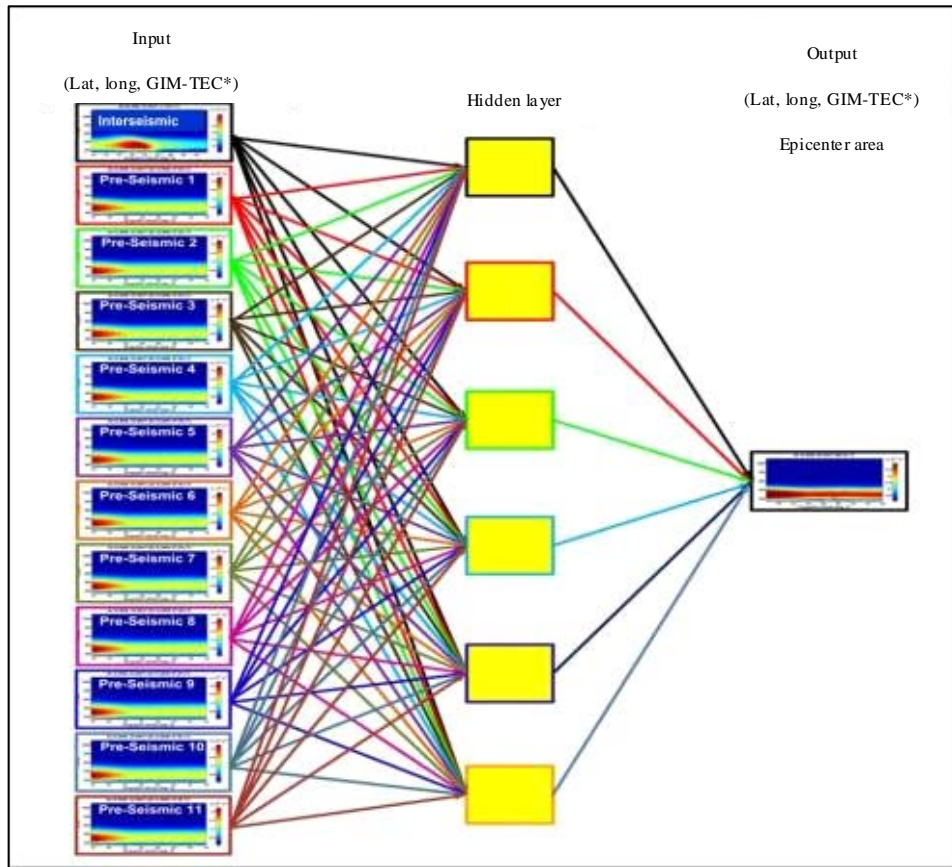 Input
(Lat, long, GIM-TEC*)
Hidden layer
Output
(Lat, long, GIM-TEC*)
Epicenter area
Interseismic
Pre-Seismic 1
Pre-Seismic 2
Pre-Seismic 3
Pre-Seismic 4
Pre-Seismic 5
Pre-Seismic 6
Pre-Seismic 7
Pre-Seismic 8
Pre-Seismic 9
Pre-Seismic 10
Pre-Seismic 11